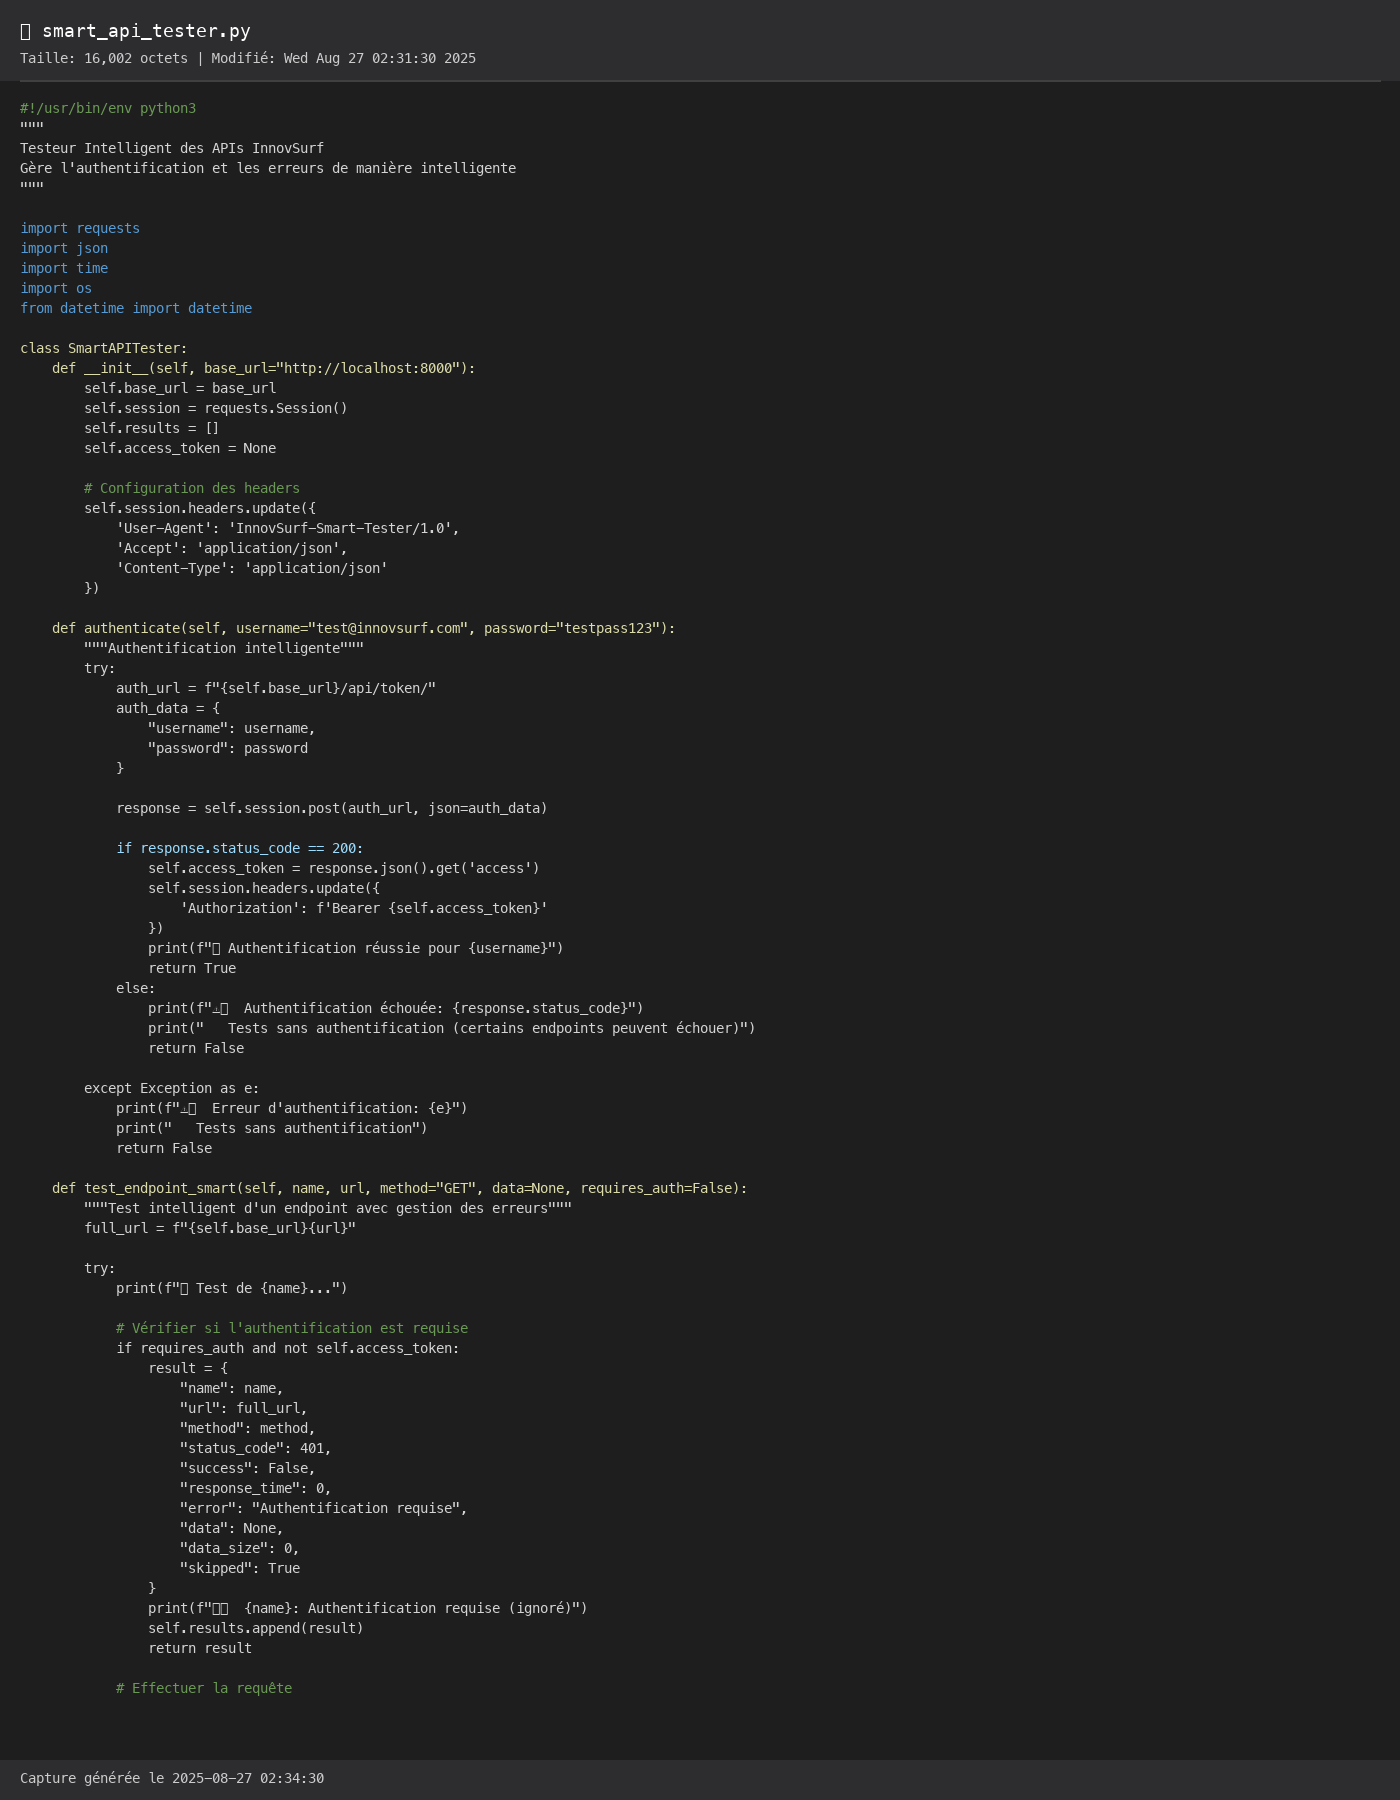 smart_api_tester.py
Taille: 16,002 octets | Modifié: Wed Aug 27 02:31:30 2025
#!/usr/bin/env python3
"""
Testeur Intelligent des APIs InnovSurf
Gère l'authentification et les erreurs de manière intelligente
"""

import requests
import json
import time
import os
from datetime import datetime

class SmartAPITester:
    def __init__(self, base_url="http://localhost:8000"):
        self.base_url = base_url
        self.session = requests.Session()
        self.results = []
        self.access_token = None

        # Configuration des headers
        self.session.headers.update({
            'User-Agent': 'InnovSurf-Smart-Tester/1.0',
            'Accept': 'application/json',
            'Content-Type': 'application/json'
        })

    def authenticate(self, username="test@innovsurf.com", password="testpass123"):
        """Authentification intelligente"""
        try:
            auth_url = f"{self.base_url}/api/token/"
            auth_data = {
                "username": username,
                "password": password
            }

            response = self.session.post(auth_url, json=auth_data)

            if response.status_code == 200:
                self.access_token = response.json().get('access')
                self.session.headers.update({
                    'Authorization': f'Bearer {self.access_token}'
                })
                print(f"▯ Authentification réussie pour {username}")
                return True
            else:
                print(f"⚠▯  Authentification échouée: {response.status_code}")
                print("   Tests sans authentification (certains endpoints peuvent échouer)")
                return False

        except Exception as e:
            print(f"⚠▯  Erreur d'authentification: {e}")
            print("   Tests sans authentification")
            return False

    def test_endpoint_smart(self, name, url, method="GET", data=None, requires_auth=False):
        """Test intelligent d'un endpoint avec gestion des erreurs"""
        full_url = f"{self.base_url}{url}"

        try:
            print(f"▯ Test de {name}...")

            # Vérifier si l'authentification est requise
            if requires_auth and not self.access_token:
                result = {
                    "name": name,
                    "url": full_url,
                    "method": method,
                    "status_code": 401,
                    "success": False,
                    "response_time": 0,
                    "error": "Authentification requise",
                    "data": None,
                    "data_size": 0,
                    "skipped": True
                }
                print(f"▯▯  {name}: Authentification requise (ignoré)")
                self.results.append(result)
                return result

            # Effectuer la requête
Capture générée le 2025-08-27 02:34:30